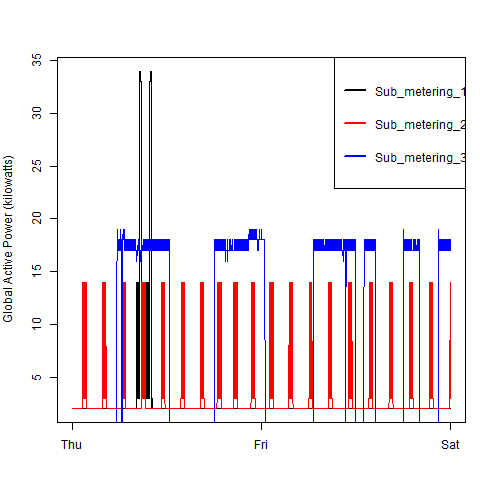 Global Active Power (kilowatts)
35
30
25
20
15
10
5
Sub_metering_1
Sub_metering_2
Sub_metering_3
Thu
Fri
Sat